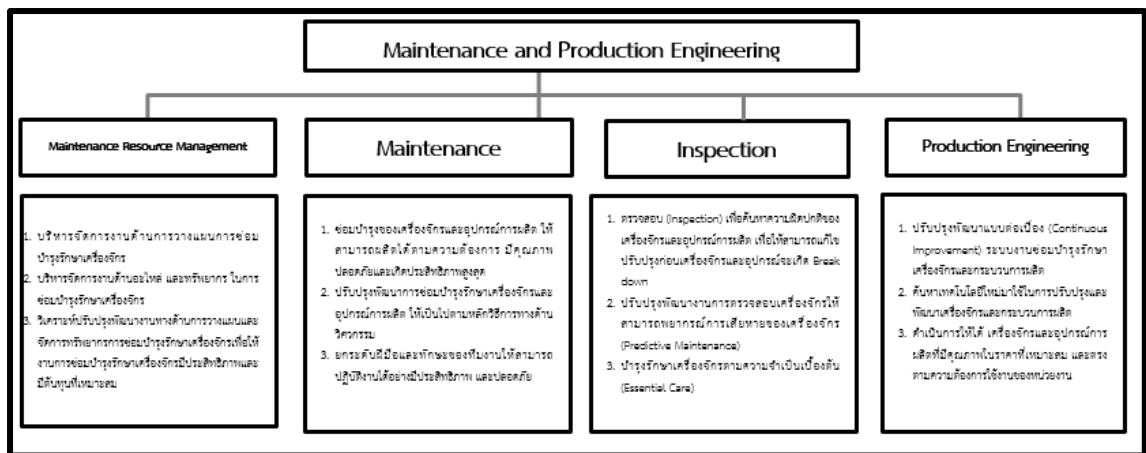 Maintenance and Production Engineering
Maintenance Resource Management
1. บริหารจัดการงานด้านการวางแผนการซ่อม
บำรุงรักษาเครื่องจักร
2. บริหารจัดการงานด้านอะไหล่ และทรัพยากร ในการ
ซ่อมบำรุงรักษาเครื่องจักร
3. วิเคราะห์ปรับปรุงพัฒนางานทางด้านการวางแผนและ
จัดการทรัพยากรการซ่อมบำรุงรักษาเครื่องจักรเพื่อให้
งานการซ่อมบำรุงรักษาเครื่องจักรมีประสิทธิภาพและ
มีต้นทุนที่เหมาะสม
Maintenance
1. ซ่อมบำรุงของเครื่องจักรและอุปกรณ์การผลิต ให้
สามารถผลิตได้ตามความต้องการ มีคุณภาพ
ปลอดภัยและเกิดประสิทธิภาพสูงสุด
2. ปรับปรุงพัฒนาการซ่อมบำรุงรักษาเครื่องจักรและ
อุปกรณ์การผลิต ให้เป็นไปตามหลักวิธีการทางด้าน
วิศวกรรม
3. ยกระดับฝีมือและทักษะของทีมงานให้สามารถ
ปฏิบัติงานได้อย่างมีประสิทธิภาพ และปลอดภัย
Inspection
1. ตรวจสอบ (Inspection) เพื่อค้นหาความผิดปกติของ
เครื่องจักรและอุปกรณ์การผลิต เพื่อให้สามารถแก้ไข
ปรับปรุงก่อนเครื่องจักรและอุปกรณ์จะเกิด Break
down
2. ปรับปรุงพัฒนางานการตรวจสอบเครื่องจักรให้
สามารถพยากรณ์การเสียหายของเครื่องจักร
(Predictive Maintenance)
3. บำรุงรักษาเครื่องจักรตามความจำเป็นเบื้องต้น
(Essential Care)
Production Engineering
1. ปรับปรุงพัฒนาแบบต่อเนื่อง (Continuous
Improvement) ระบบงานซ่อมบำรุงรักษา
เครื่องจักรและกระบวนการผลิต
2. ค้นหาเทคโนโลยีใหม่มาใช้ในการปรับปรุงและ
พัฒนาเครื่องจักรและกระบวนการผลิต
3. ดำเนินการให้ได้ เครื่องจักรและอุปกรณ์การ
ผลิตที่มีคุณภาพในราคาที่เหมาะสม และตรง
ตามความต้องการใช้งานของหน่วยงาน